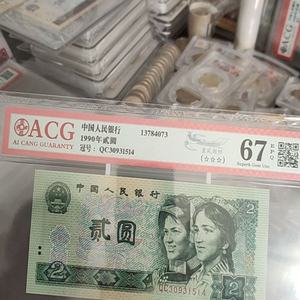 ACG
AI CANG GUARANTY
中国人民银行
1990年贰圆
冠号: QC30931514
13784073
(☆☆☆)
67 EPQ
Superb Gem Unc
中国人民银行
贰圆
2
QC30931514
2